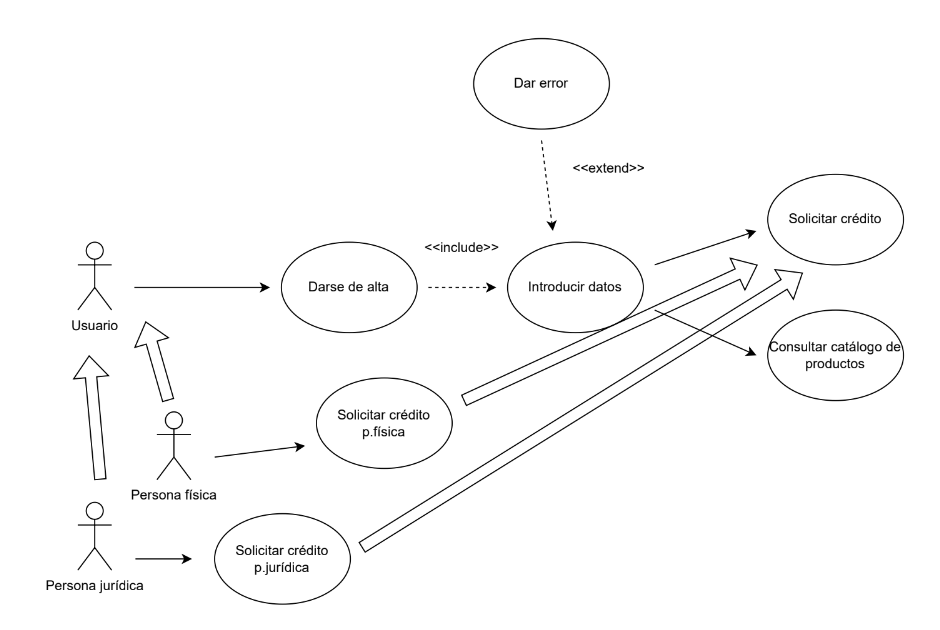 Dar error
<<extend>>
Solicitar crédito
<<include>>
Usuario
Darse de alta
Introducir datos
Consultar catálogo de
productos
Solicitar crédito
p.física
Persona física
Solicitar crédito
p.jurídica
Persona jurídica